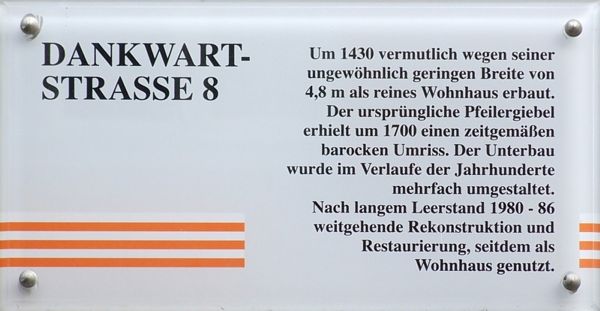 DANKWART-
STRASSE 8
Um 1430 vermutlich wegen seiner
ungewöhnlich geringen Breite von
4,8 m als reines Wohnhaus erbaut.
Der ursprüngliche Pfeilergiebel
erhielt um 1700 einen zeitgemäßen
barocken Umriss. Der Unterbau
wurde im Verlaufe der Jahrhunderte
mehrfach umgestaltet.
Nach langem Leerstand 1980 - 86
weitgehende Rekonstruktion und
Restaurierung, seitdem als
Wohnhaus genutzt.